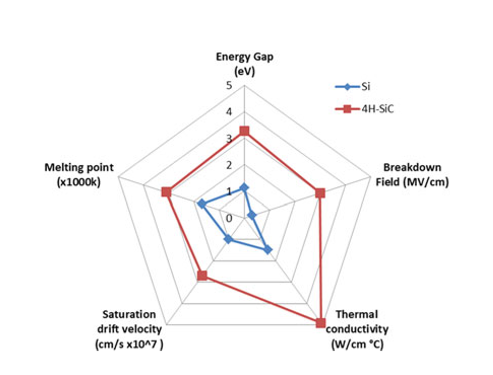 Energy Gap
(eV)
5
4
3
2
1
0
Si
4H-SiC
Melting point
(x1000k)
Breakdown
Field (MV/cm)
Saturation
drift velocity
(cm/s x10^7 )
Thermal
conductivity
(W/cm °C)